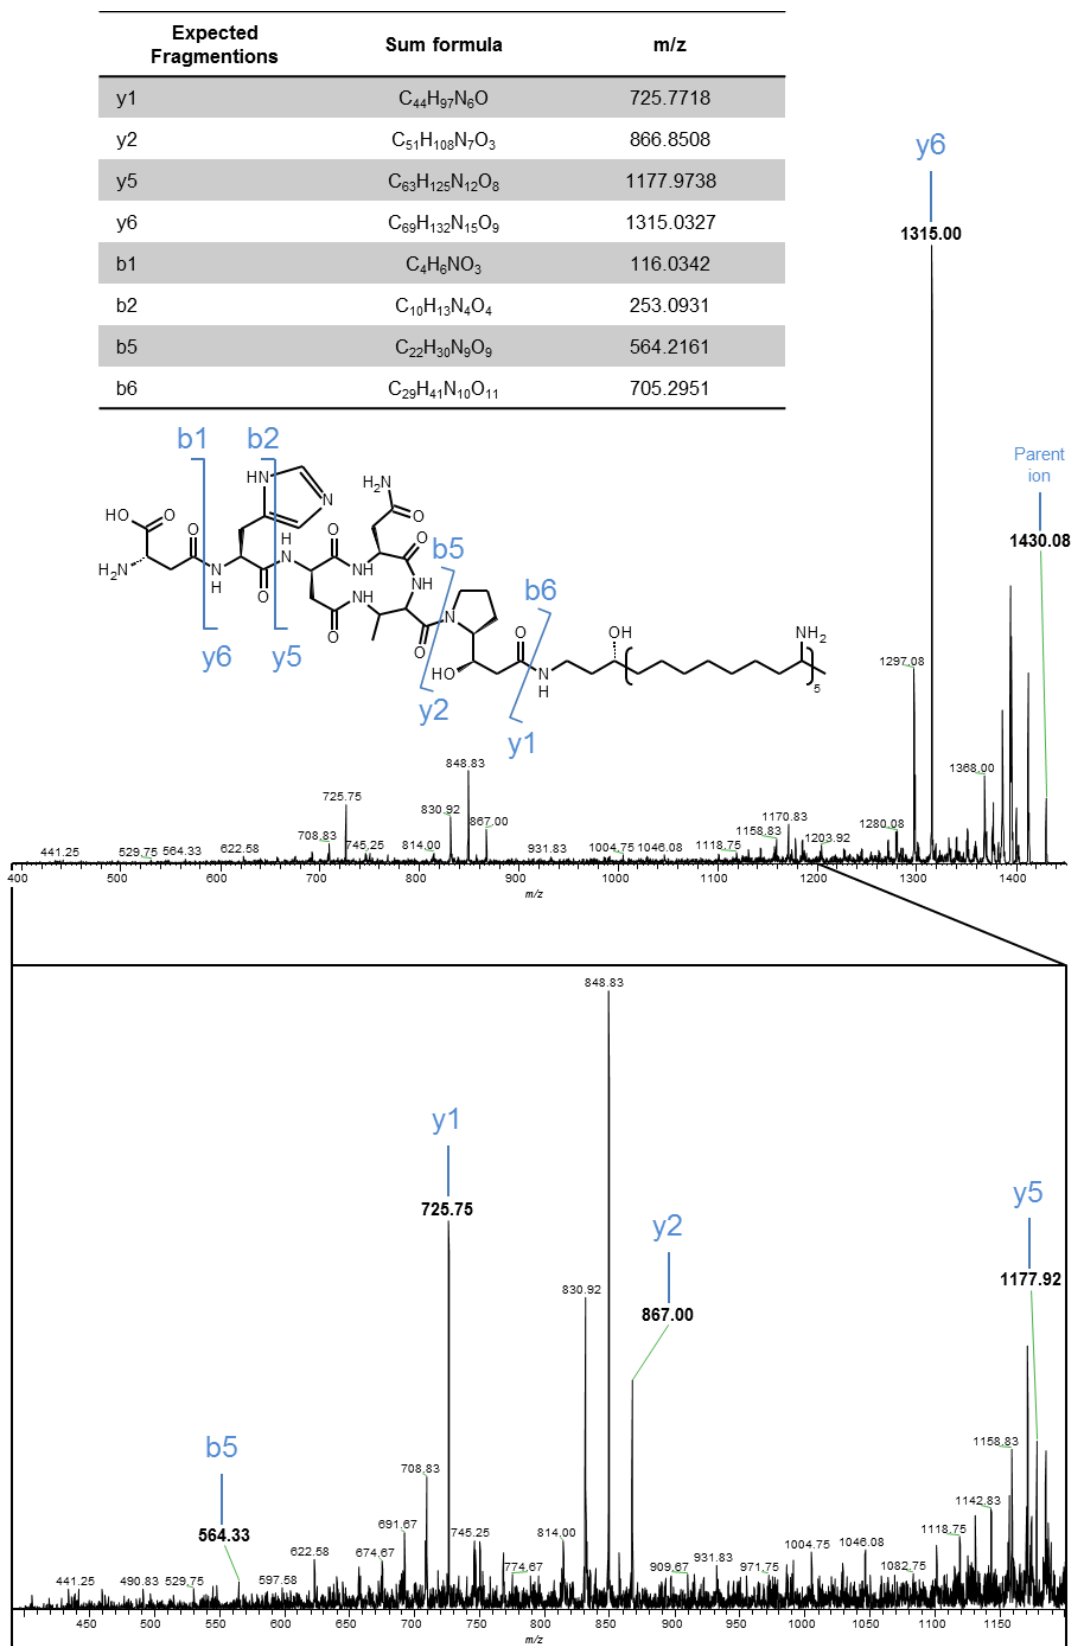 Expected Fragmentions Sum formula m/z
y1 C44H97N6O 725.7718
y2 C51H108N7O3 866.8508
y5 C63H125N12O8 1177.9738
y6 C69H132N15O9 1315.0327
b1 C4H6NO3 116.0342
b2 C10H13N4O4 253.0931
b5 C22H30N9O9 564.2161
b6 C29H41N10O11 705.2951
y6
1315.00
Parent
ion
1430.08
b1 b2
HN
N
H2N
O
HO
O
O
O
O
b5
H2N
N
H
H
N
O
O
NH
NH
NH
O
O
N
b6
OH
NH2
O
HO
N
H
5
y6 y5
y2
y1
1297.08
1368.00
848.83
725.75
830.92
867.00
708.83
745.25
814.00
441.25
529.75
564.33
622.58
931.83
1004.75
1046.08
1118.75
1158.83
1170.83
1203.92
1280.08
400 500 600 700 800 900 1000 1100 1200 1300 1400
m/z
848.83
y1
725.75
y2
867.00
830.92
y5
1177.92
b5
564.33
708.83
691.67
674.67
745.25
774.67
814.00
622.58
597.58
529.75
490.83
441.25
909.67
931.83
971.75
1004.75
1046.08
1082.75
1118.75
1142.83
1158.83
450 500 550 600 650 700 750 800 850 900 950 1000 1050 1100 1150
m/z